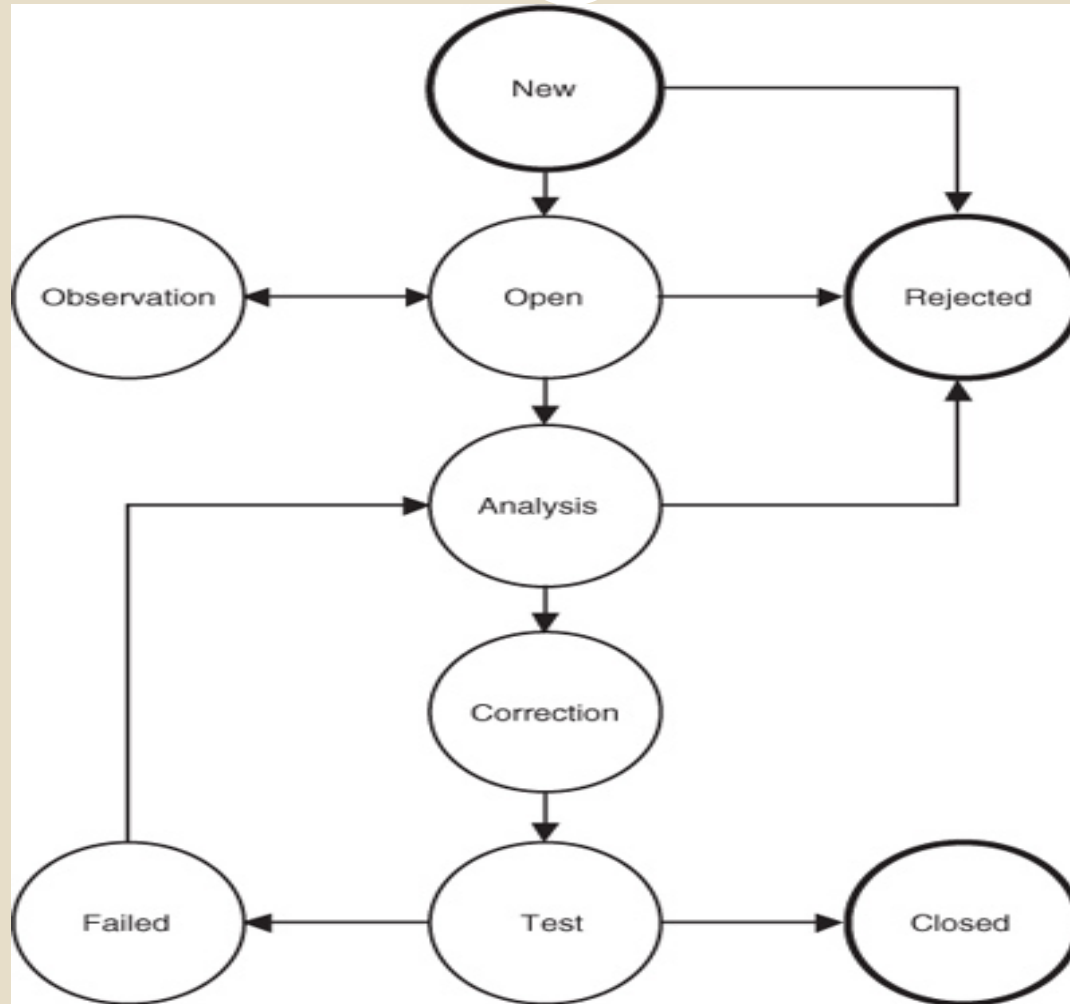 New
Observation
Open
Rejected
Analysis
Correction
Failed
Test
Closed